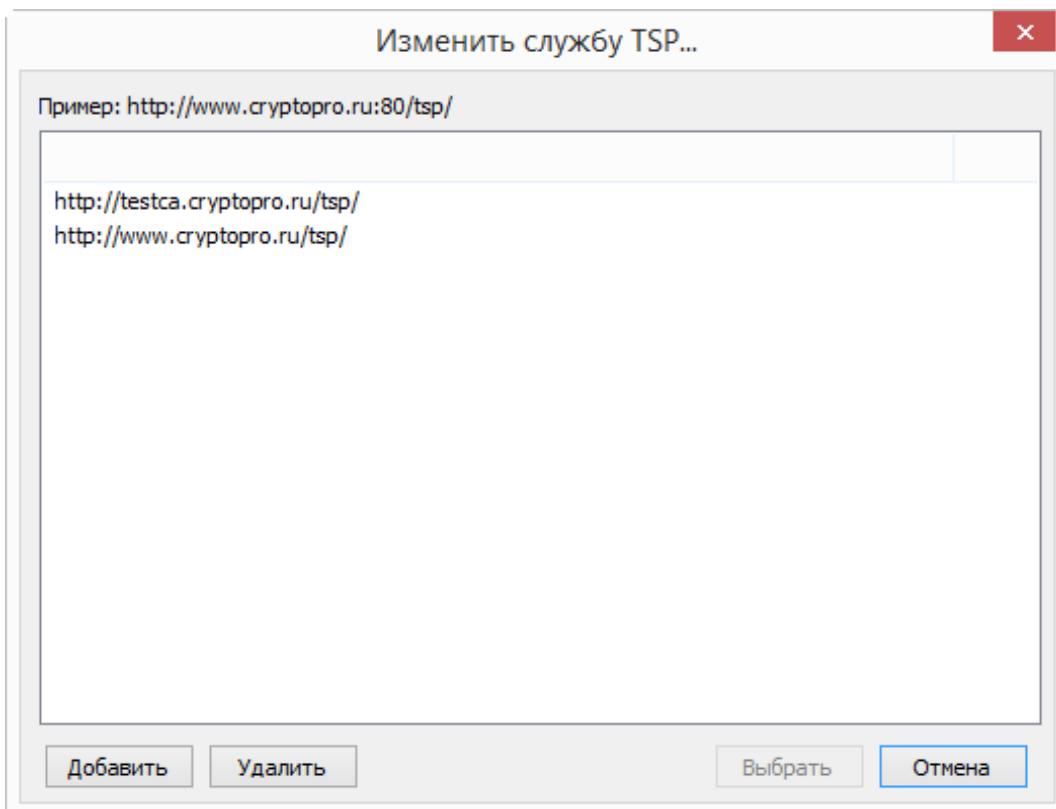 Изменить службу TSP...
Пример: http://www.cryptopro.ru:80/tsp/
http://testca.cryptopro.ru/tsp/
http://www.cryptopro.ru/tsp/
Добавить Удалить Выбрать Отмена